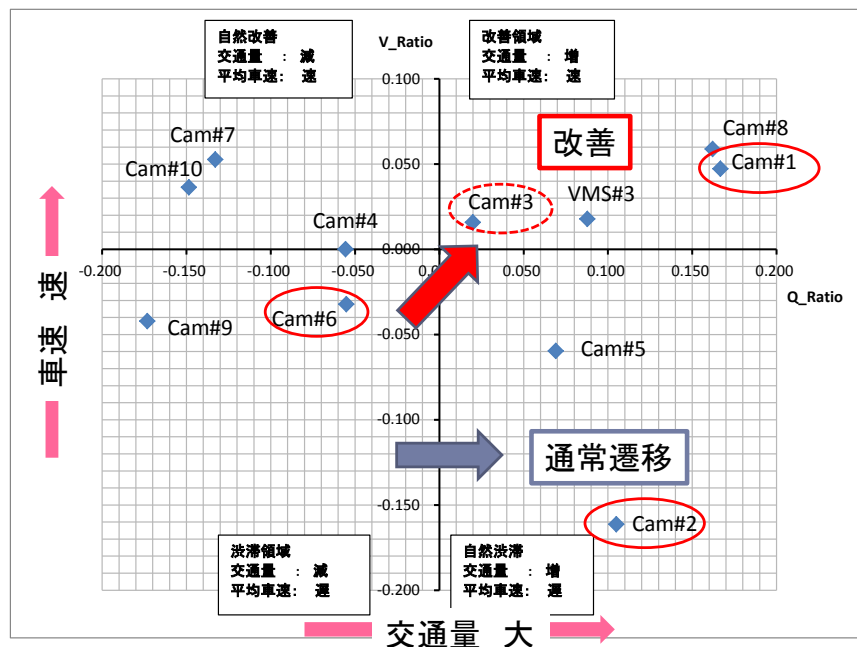 自然改善
交通量 : 減
平均車速: 速
V_Ratio
改善領域
交通量 : 増
平均車速: 速
0.100
改善
Cam#7
Cam#8
Cam#10
0.050
Cam#1
Cam#3
VMS#3
Cam#4
0.000
-0.200
-0.150
-0.100
-0.050
0.000
0.050
0.100
0.150
0.200
Q_Ratio
Cam#6
Cam#9
-0.050
Cam#5
車速 速
-0.100
通常遷移
-0.150
Cam#2
渋滞領域
交通量 : 減
平均車速: 遅
自然渋滞
交通量 : 増
平均車速: 遅
-0.200
交通量 大